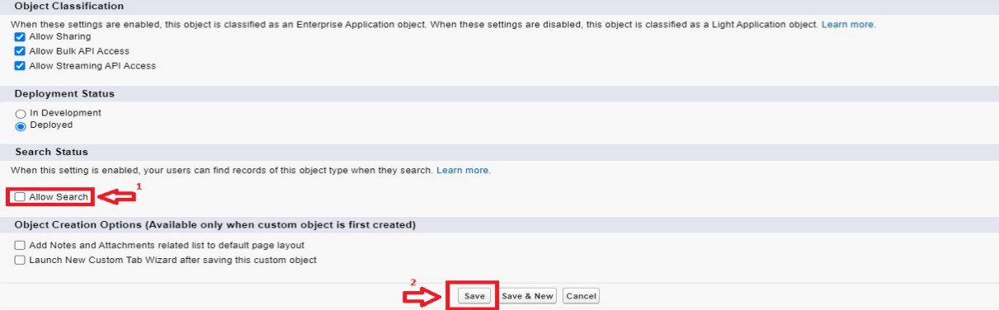 Object Classification
When these settings are enabled, this object is classified as an Enterprise Application object. When these settings are disabled, this object is classified as a Light Application object. Learn more.
Allow Sharing
Allow Bulk API Access
Allow Streaming API Access
Deployment Status
In Development
Deployed
Search Status
When this setting is enabled, your users can find records of this object type when they search. Learn more.
1
Allow Search
Object Creation Options (Available only when custom object is first created)
Add Notes and Attachments related list to default page layout
Launch New Custom Tab Wizard after saving this custom object
2
Save Save & New Cancel